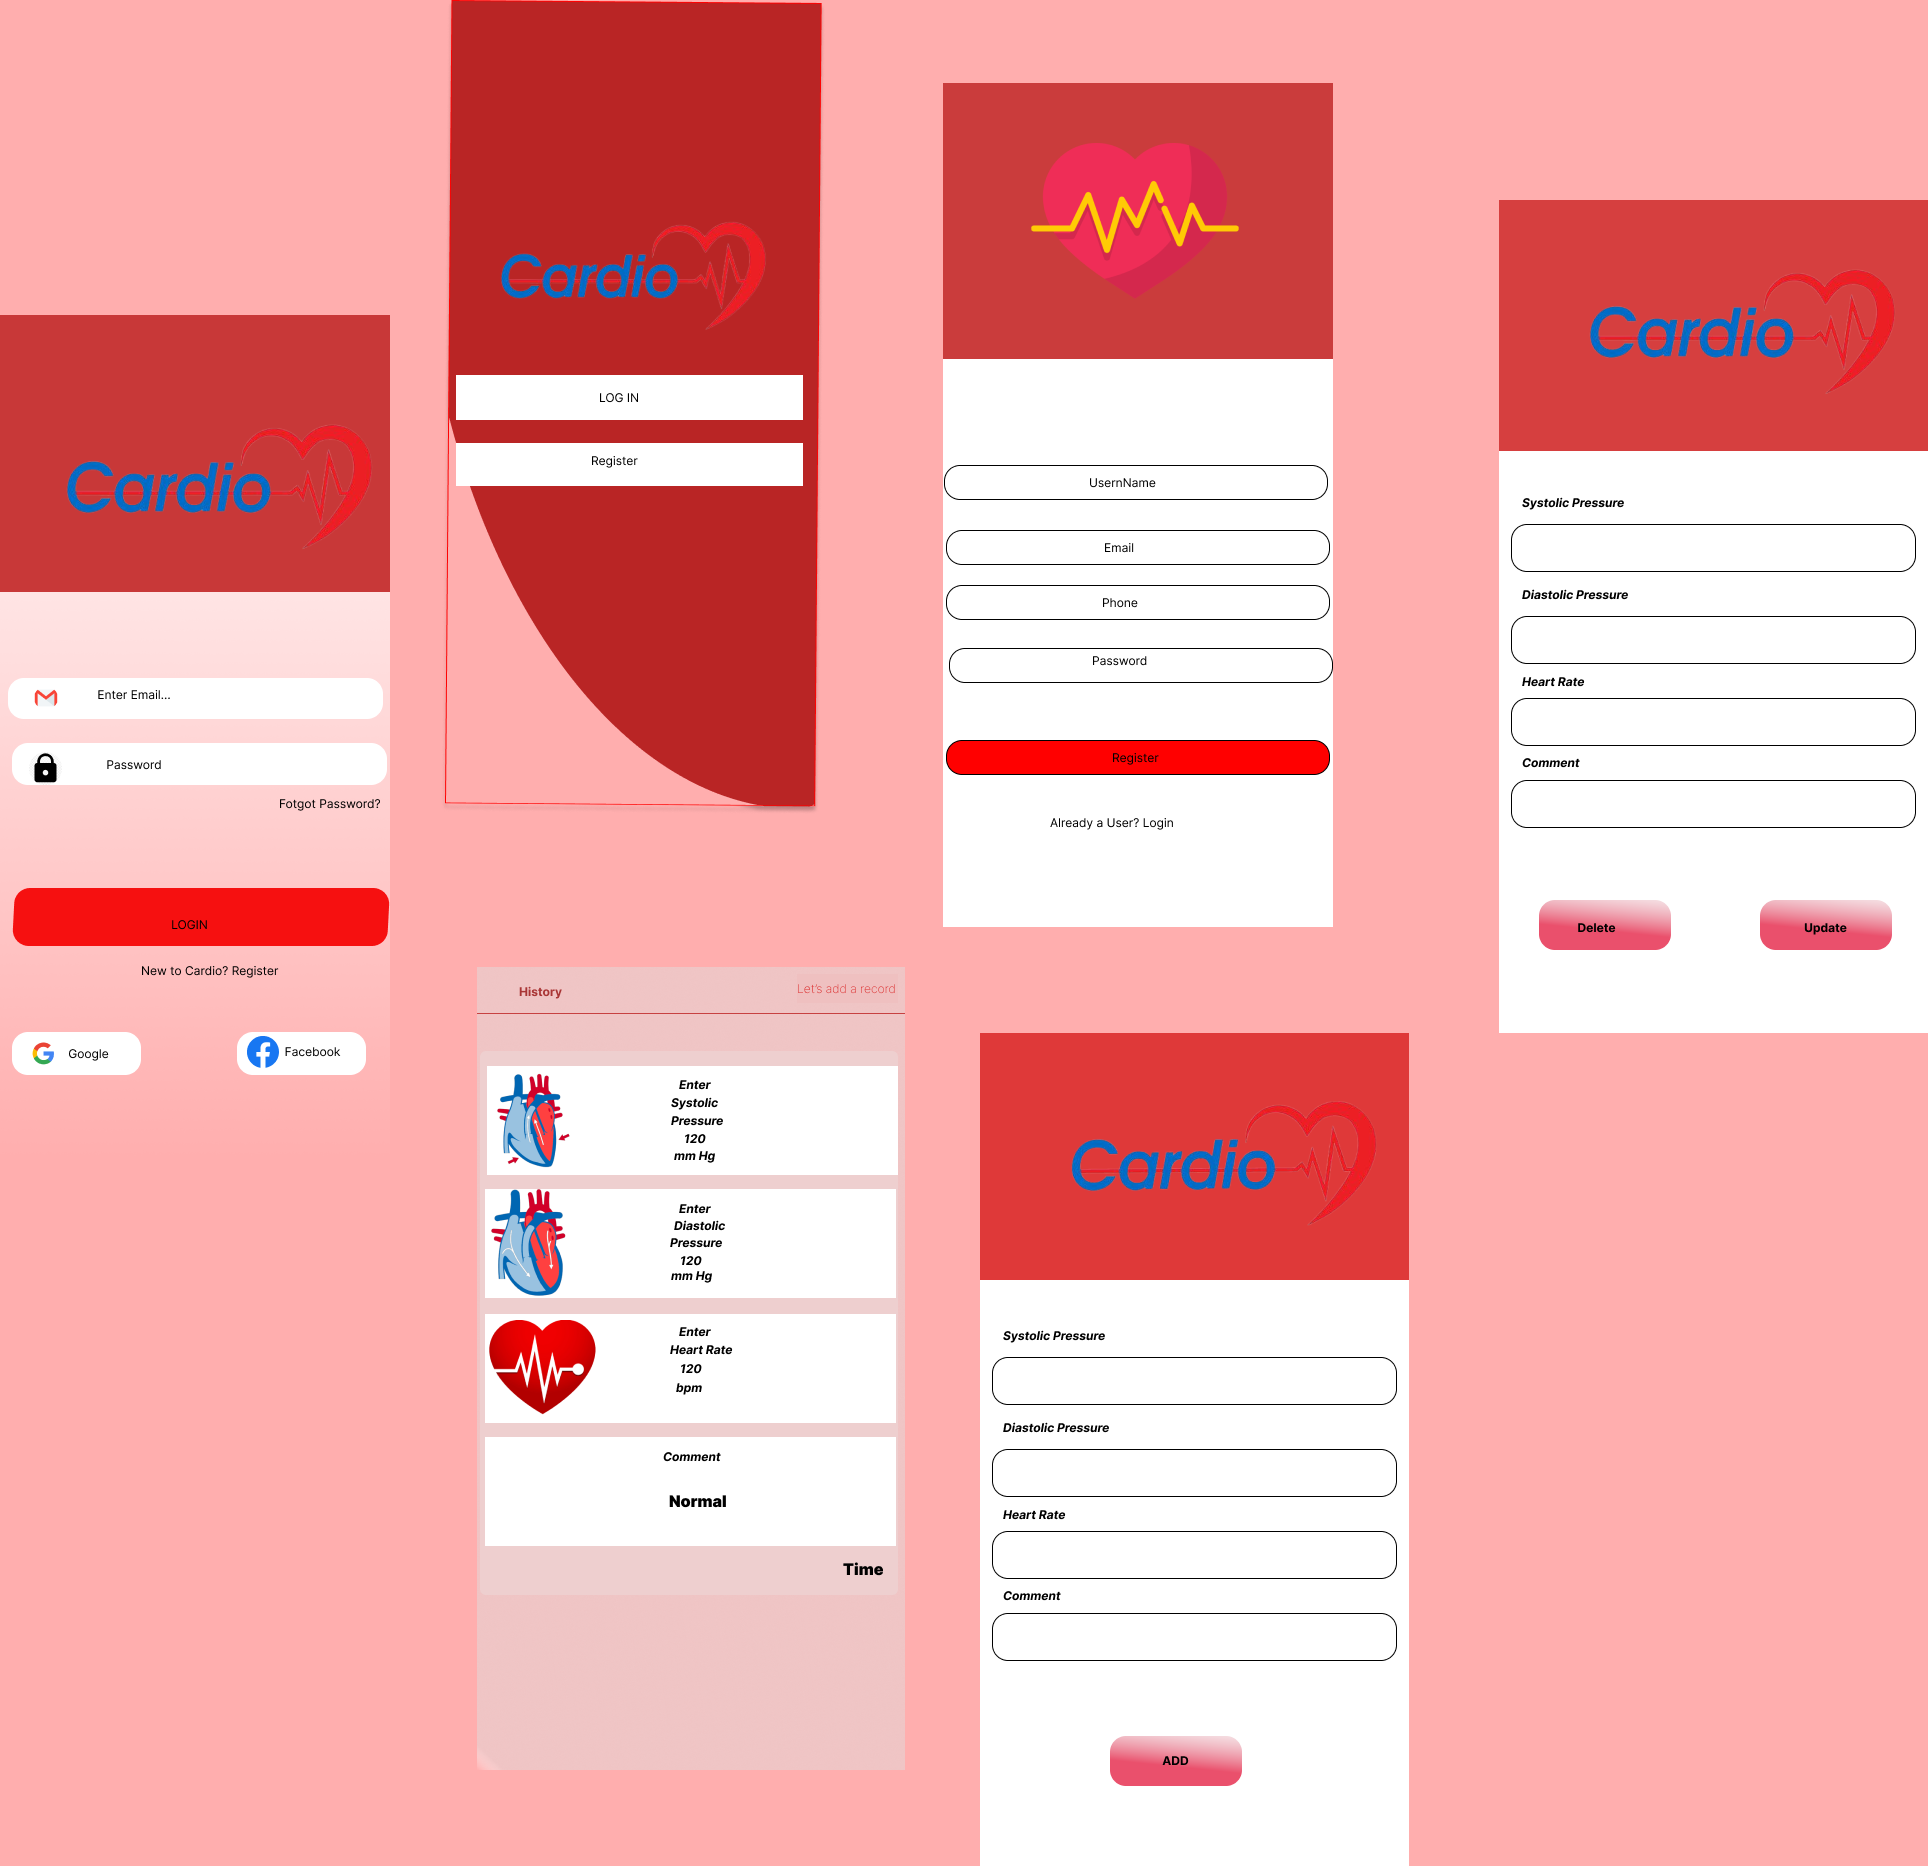 Cardio
Enter Email...
Password
Fotgot Password?
LOGIN
New to Cardio? Register
Google
Facebook
Cardio
LOG IN
Register
UsernName
Email
Phone
Password
Register
Already a User? Login
Cardio
Systolic Pressure
Diastolic Pressure
Heart Rate
Comment
Delete
Update
History
Let's add a record
Enter
Systolic
Pressure
120
mm Hg
Enter
Diastolic
Pressure
120
mm Hg
Enter
Heart Rate
120
bpm
Comment
Normal
Time
Cardio
Systolic Pressure
Diastolic Pressure
Heart Rate
Comment
ADD